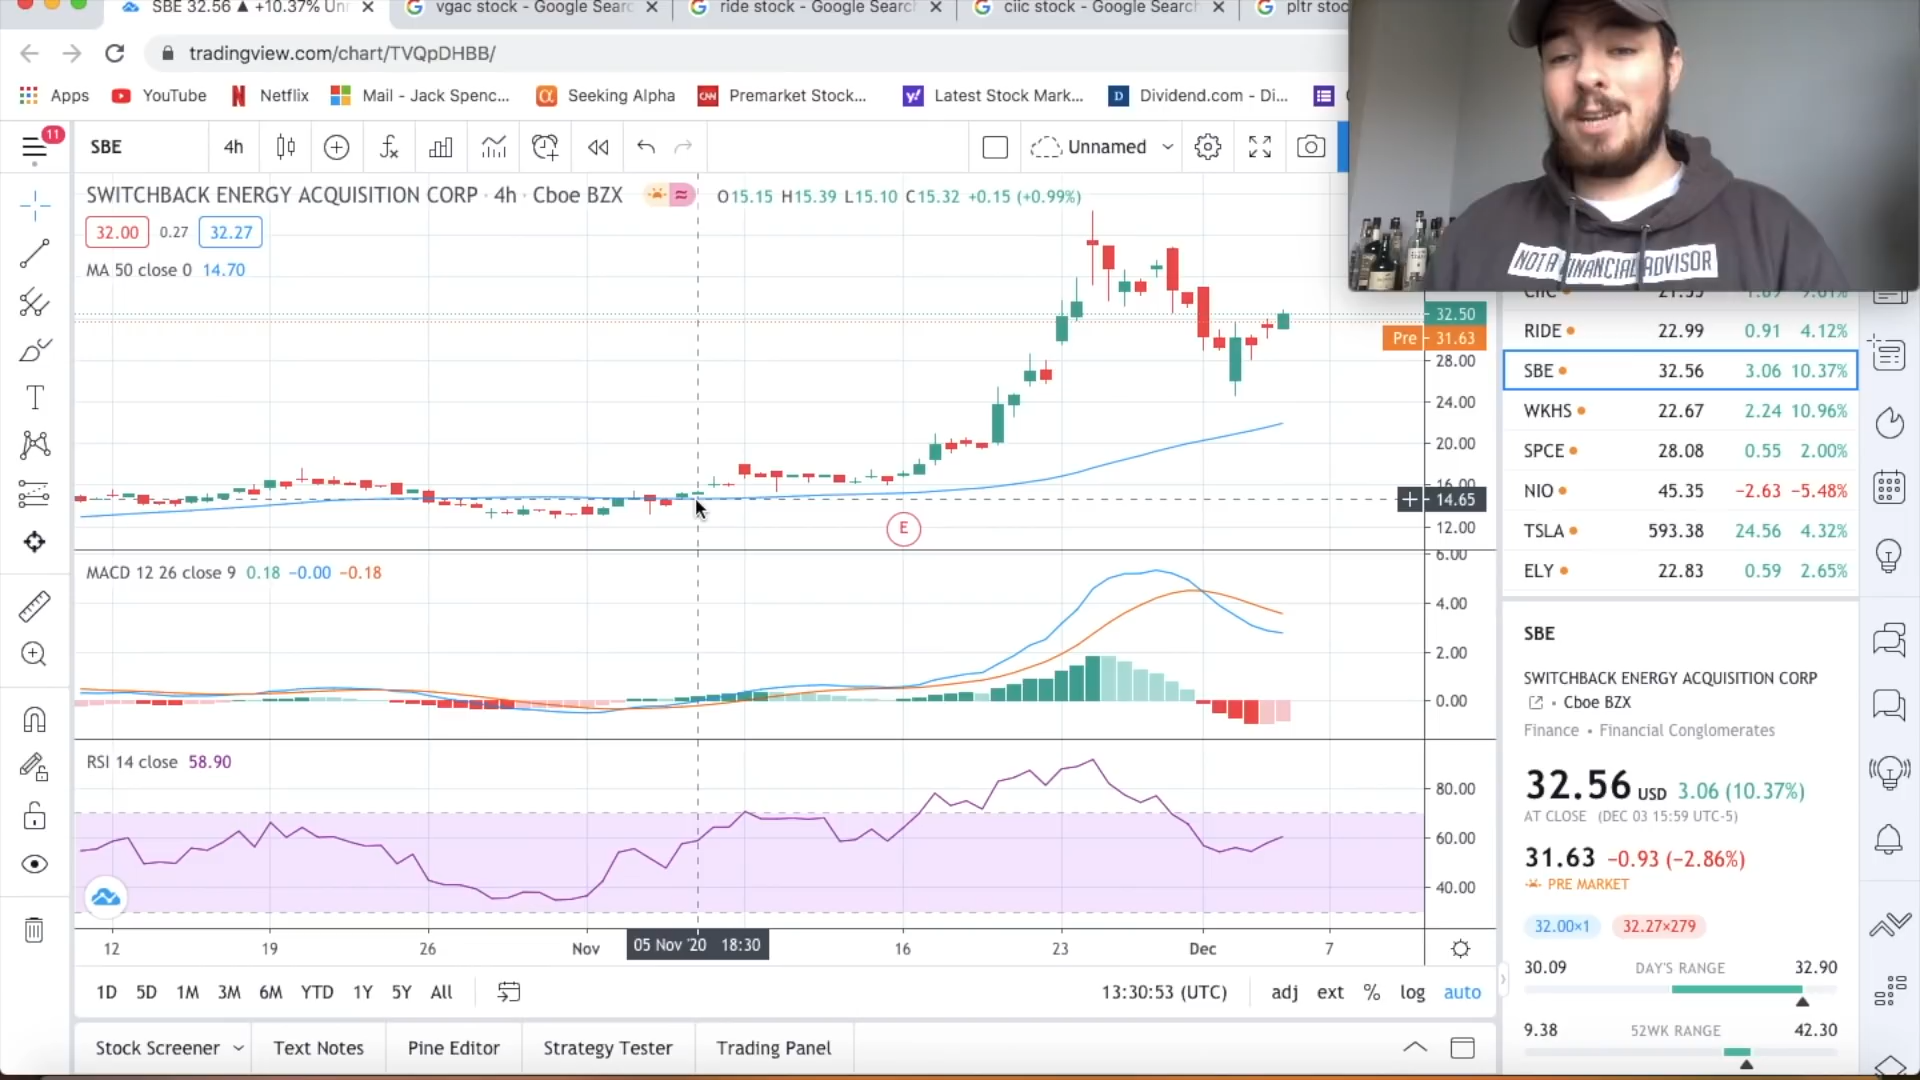 SBE 32.56 ▲ +10.37%
vgac stock - Google Searc
ride stock - Google Search
ciic stock - Google Search
pltr stoc
tradingview.com/chart/TVQpDHBB/
Apps
YouTube
Netflix
Mail - Jack Spenc...
Seeking Alpha
Premarket Stock...
Latest Stock Mark...
Dividend.com - Di...
11
SBE
4h
Unnamed
SWITCHBACK ENERGY ACQUISITION CORP · 4h · Cboe BZX
O15.15 H15.39 L15.10 C15.32 +0.15 (+0.99%)
32.00 0.27 32.27
MA 50 close 0 14.70
NOT A FINANCIAL ADVISOR
32.50
Pre 31.63
28.00
24.00
20.00
16.00
14.65
12.00
E
MACD 12 26 close 9 0.18 −0.00 −0.18
6.00
4.00
2.00
0.00
RSI 14 close 58.90
80.00
60.00
40.00
12 19 26 Nov 05 Nov '20 18:30 16 23 Dec 7
1D 5D 1M 3M 6M YTD 1Y 5Y All
13:30:53 (UTC) adj ext % log auto
Stock Screener Text Notes Pine Editor Strategy Tester Trading Panel
RIDE 22.99 0.91 4.12%
SBE 32.56 3.06 10.37%
WKHS 22.67 2.24 10.96%
SPCE 28.08 0.55 2.00%
NIO 45.35 −2.63 −5.48%
TSLA 593.38 24.56 4.32%
ELY 22.83 0.59 2.65%
SBE
SWITCHBACK ENERGY ACQUISITION CORP
• Cboe BZX
Finance • Financial Conglomerates
32.56 USD 3.06 (10.37%)
AT CLOSE (DEC 03 15:59 UTC-5)
31.63 −0.93 (−2.86%)
PRE MARKET
32.00×1 32.27×279
30.09 DAY'S RANGE 32.90
9.38 52WK RANGE 42.30